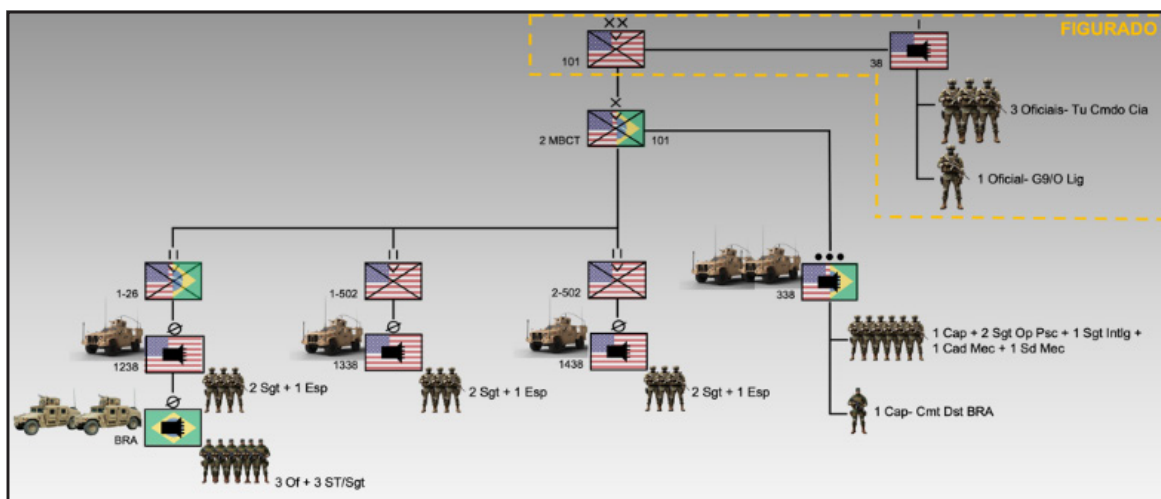 FIGURADO
101
38
3 Oficiais- Tu Cmdo Cia
1 Oficial- G9/O Lig
2 MBCT
101
1-26
1-502
2-502
338
1238
1338
1438
1 Cap + 2 Sgt Op Psc + 1 Sgt Intlg +
1 Cad Mec + 1 Sd Mec
2 Sgt + 1 Esp
2 Sgt + 1 Esp
2 Sgt + 1 Esp
1 Cap- Cmt Dst BRA
BRA
3 Of + 3 ST/Sgt